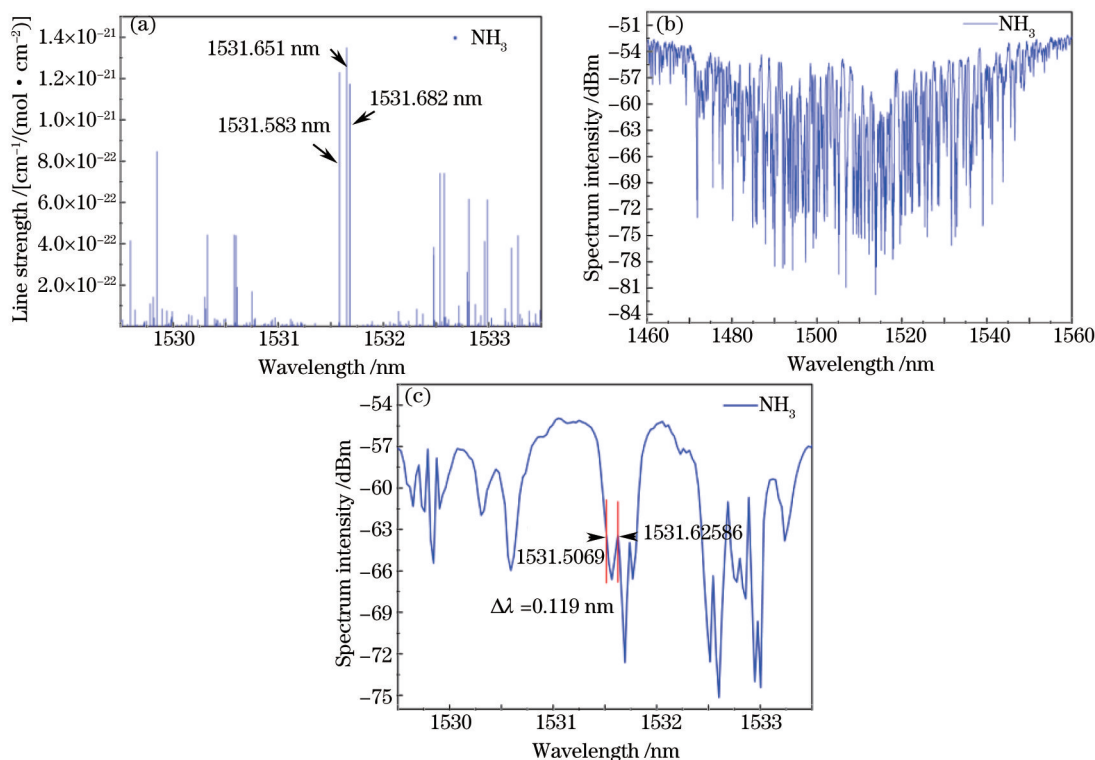 (a)
NH₃
1531.651 nm
1531.682 nm
1531.583 nm
1.4×10⁻²¹
1.2×10⁻²¹
1.0×10⁻²¹
8.0×10⁻²²
6.0×10⁻²²
4.0×10⁻²²
2.0×10⁻²²
Line strength /[cm⁻¹/(mol • cm⁻²)]
1530 1531 1532 1533
Wavelength /nm
(b)
NH₃
−51
−54
−57
−60
−63
−66
−69
−72
−75
−78
−81
−84
Spectrum intensity /dBm
1460 1480 1500 1520 1540 1560
Wavelength /nm
(c)
NH₃
−54
−57
−60
−63
−66
−69
−72
−75
Spectrum intensity /dBm
1531.62586
1531.5069
Δλ =0.119 nm
1530 1531 1532 1533
Wavelength /nm